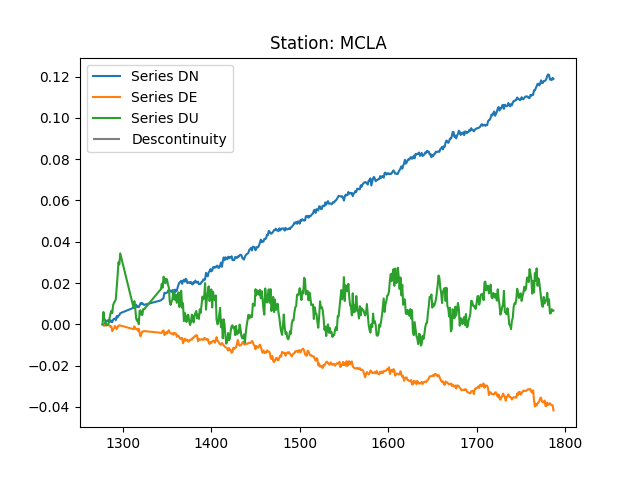 Station: MCLA
Series DN
Series DE
Series DU
Descontinuity
0.12
0.10
0.08
0.06
0.04
0.02
0.00
−0.02
−0.04
1300 1400 1500 1600 1700 1800